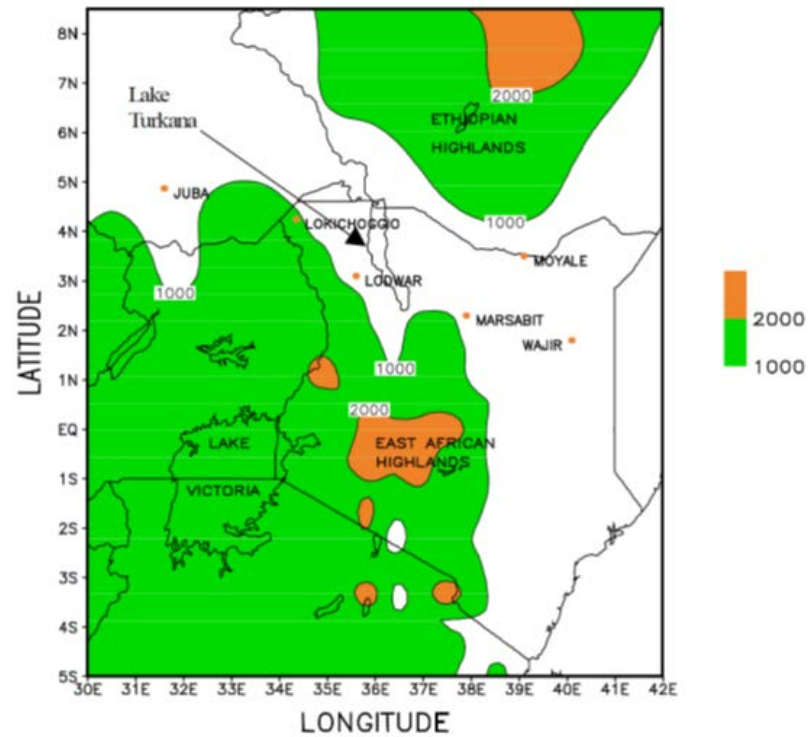 8N
7N
6N
5N
4N
3N
2N
1N
EQ
1S
2S
3S
4S
5S
LATITUDE
30E 31E 32E 33E 34E 35E 36E 37E 38E 39E 40E 41E 42E
LONGITUDE
Lake
Turkana
2000
ETHIOPIAN
HIGHLANDS
JUBA
LOKICHOGGIO
1000
MOYALE
LODWAR
1000
MARSABIT
WAJIR
1000
2000
LAKE
VICTORIA
EAST AFRICAN
HIGHLANDS
2000
1000